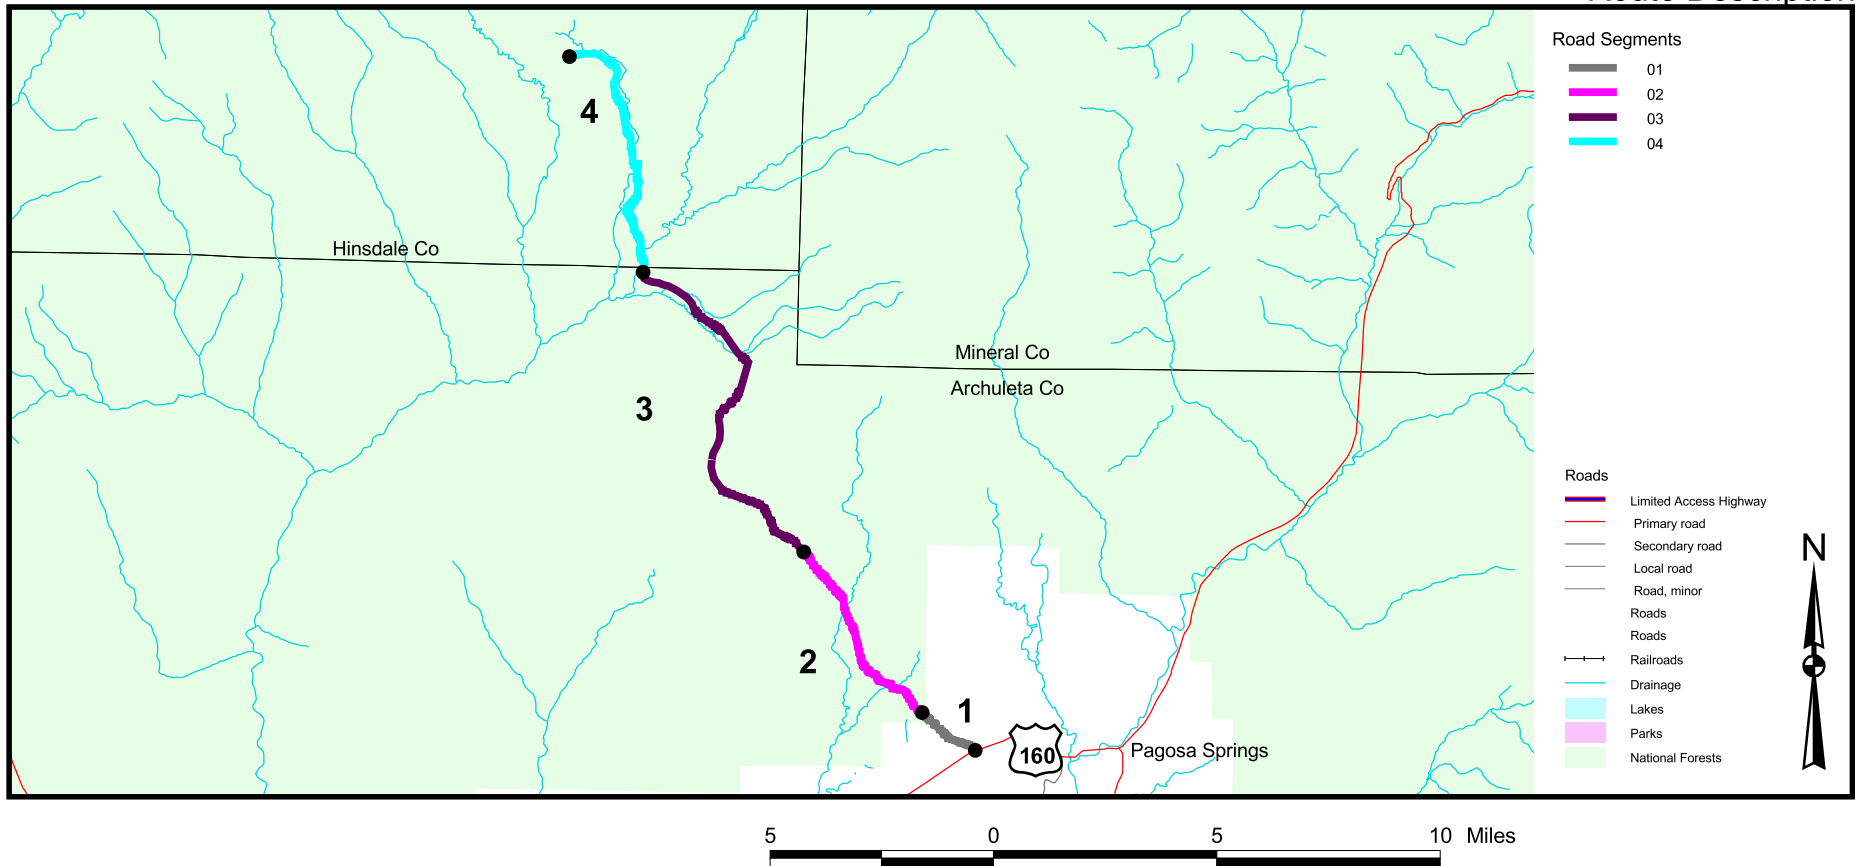 Route Description
Road Segments
01
02
03
04
4
Hinsdale Co
Mineral Co
Archuleta Co
3
2
1
160
Pagosa Springs
Roads
Limited Access Highway
Primary road
Secondary road
Local road
Road, minor
Roads
Roads
Railroads
Drainage
Lakes
Parks
National Forests
N
5 0 5 10 Miles